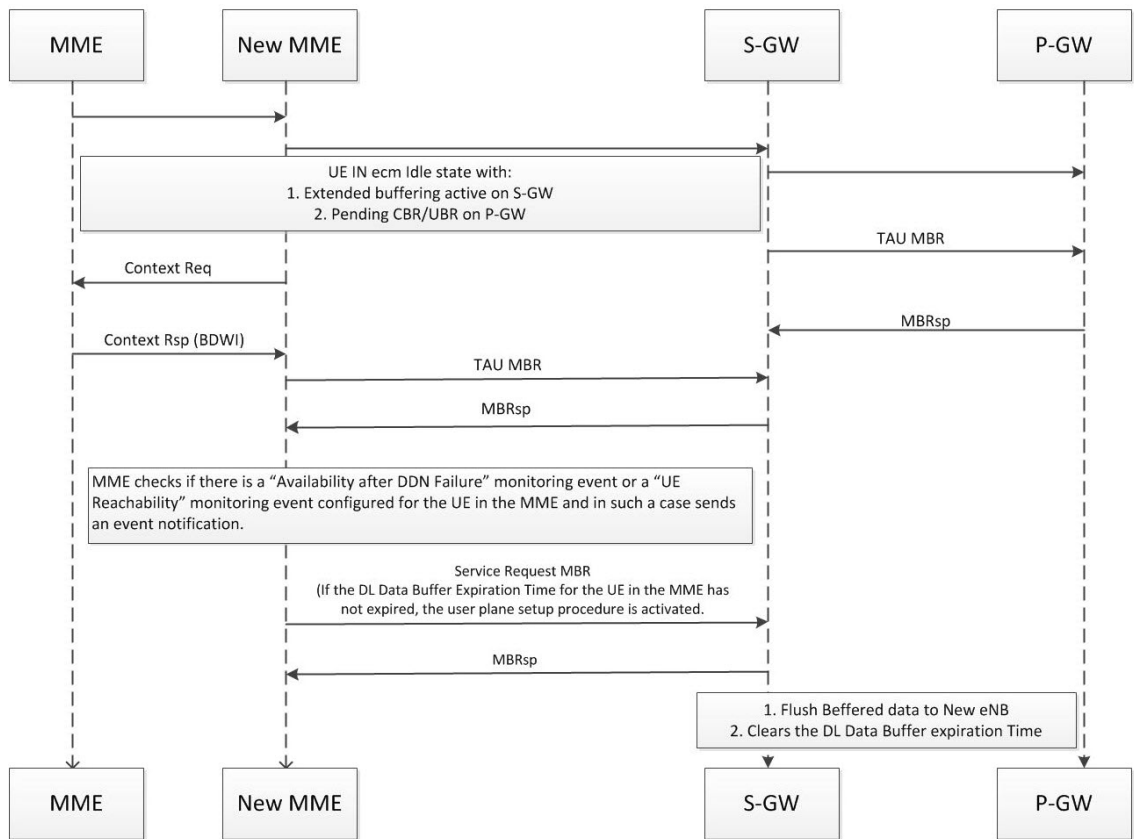 MME
New MME
S-GW
P-GW
UE IN ecm Idle state with:
1. Extended buffering active on S-GW
2. Pending CBR/UBR on P-GW
TAU MBR
Context Req
MBRsp
Context Rsp (BDWI)
TAU MBR
MBRsp
MME checks if there is a “Availability after DDN Failure” monitoring event or a “UE
Reachability” monitoring event configured for the UE in the MME and in such a case sends
an event notification.
Service Request MBR
(If the DL Data Buffer Expiration Time for the UE in the MME has
not expired, the user plane setup procedure is activated.
MBRsp
1. Flush Beffered data to New eNB
2. Clears the DL Data Buffer expiration Time
MME
New MME
S-GW
P-GW